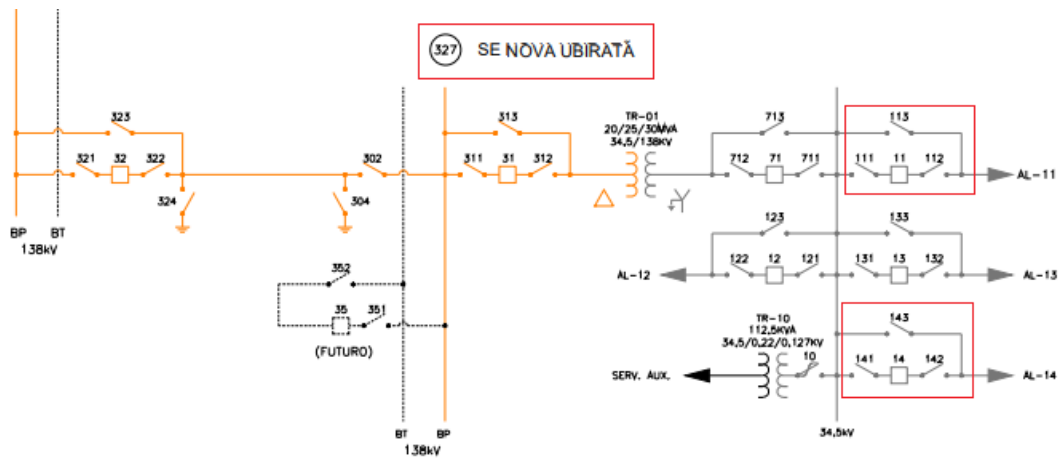 327 SE NOVA UBIRATÃ
323
321 32 322
324
302
304
BP BT
138kV
313
311 31 312
TR-01
20/25/30MVA
34,5/138KV
713
712 71 711
113
111 11 112
AL-11
123
122 12 121
AL-12
133
131 13 132
AL-13
352
35 351
(FUTURO)
TR-10
112,5KVA
34,5/0,22/0,127KV
10
SERV. AUX.
143
141 14 142
AL-14
BT BP
138kV
34,5kV